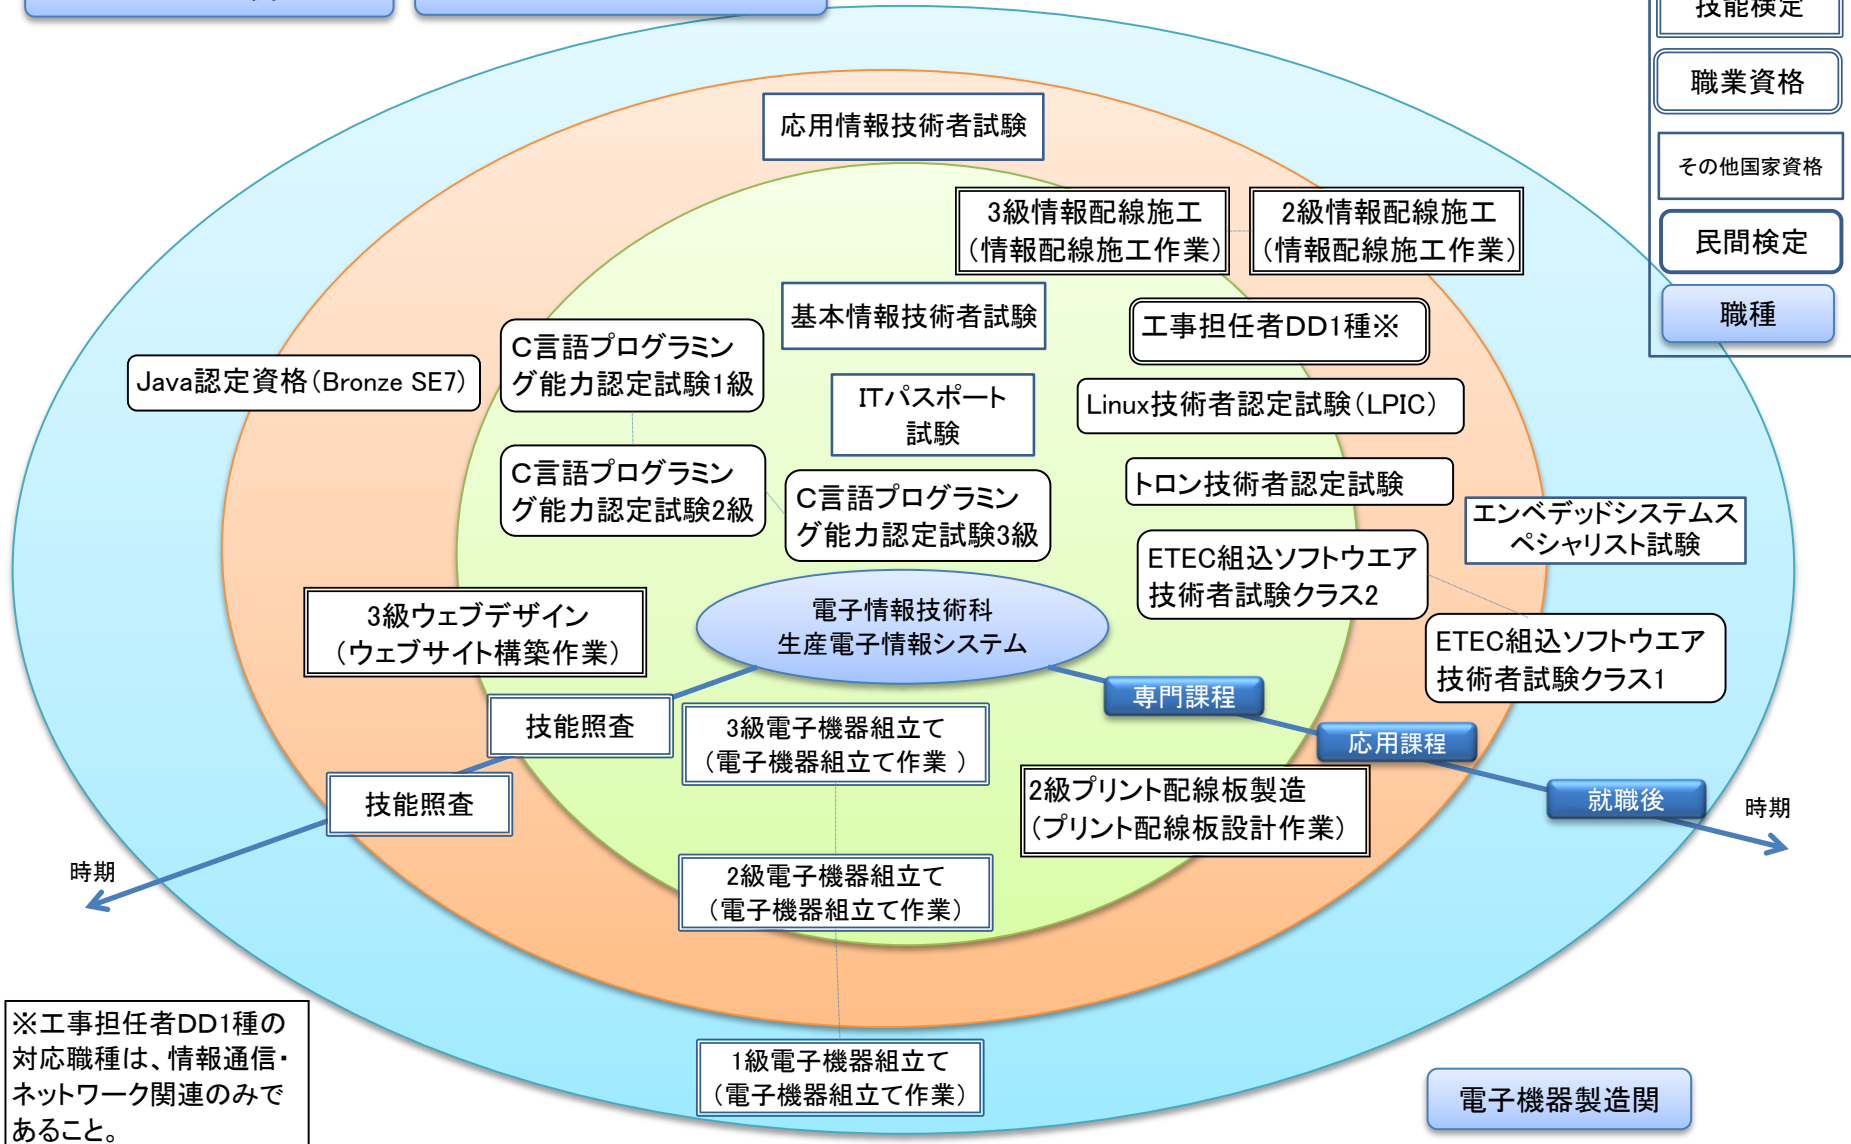 技能検定
職業資格
その他国家資格
民間検定
職種
応用情報技術者試験
3級情報配線施工
（情報配線施工作業）
2級情報配線施工
（情報配線施工作業）
基本情報技術者試験
工事担任者DD1種※
C言語プログラミン
グ能力認定試験1級
Java認定資格（Bronze SE7）
ITパスポート
試験
Linux技術者認定試験（LPIC）
C言語プログラミン
グ能力認定試験2級
C言語プログラミン
グ能力認定試験3級
トロン技術者認定試験
エンベデッドシステムス
ペシャリスト試験
ETEC組込ソフトウエア
技術者試験クラス2
3級ウェブデザイン
（ウェブサイト構築作業）
電子情報技術科
生産電子情報システム
ETEC組込ソフトウエア
技術者試験クラス1
専門課程
技能照査
3級電子機器組立て
（電子機器組立て作業 ）
応用課程
技能照査
2級プリント配線板製造
（プリント配線板設計作業）
就職後
時期
時期
2級電子機器組立て
（電子機器組立て作業）
※工事担任者DD1種の
対応職種は、情報通信・
ネットワーク関連のみで
あること。
1級電子機器組立て
（電子機器組立て作業）
電子機器製造関